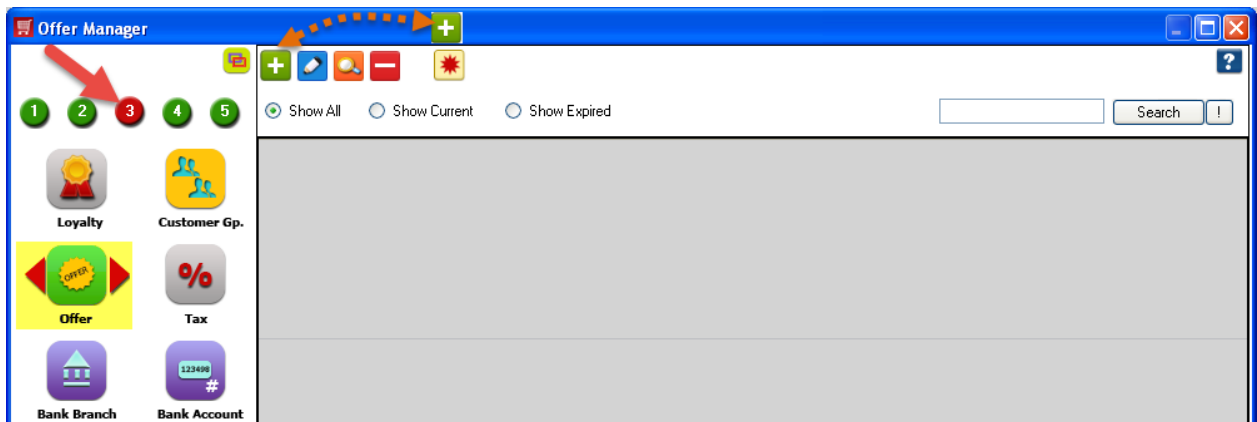 Offer Manager
?
1 2 3 4 5
Show All Show Current Show Expired Search !
Loyalty Customer Gp.
OFFER %
Offer Tax
123498
#
Bank Branch Bank Account